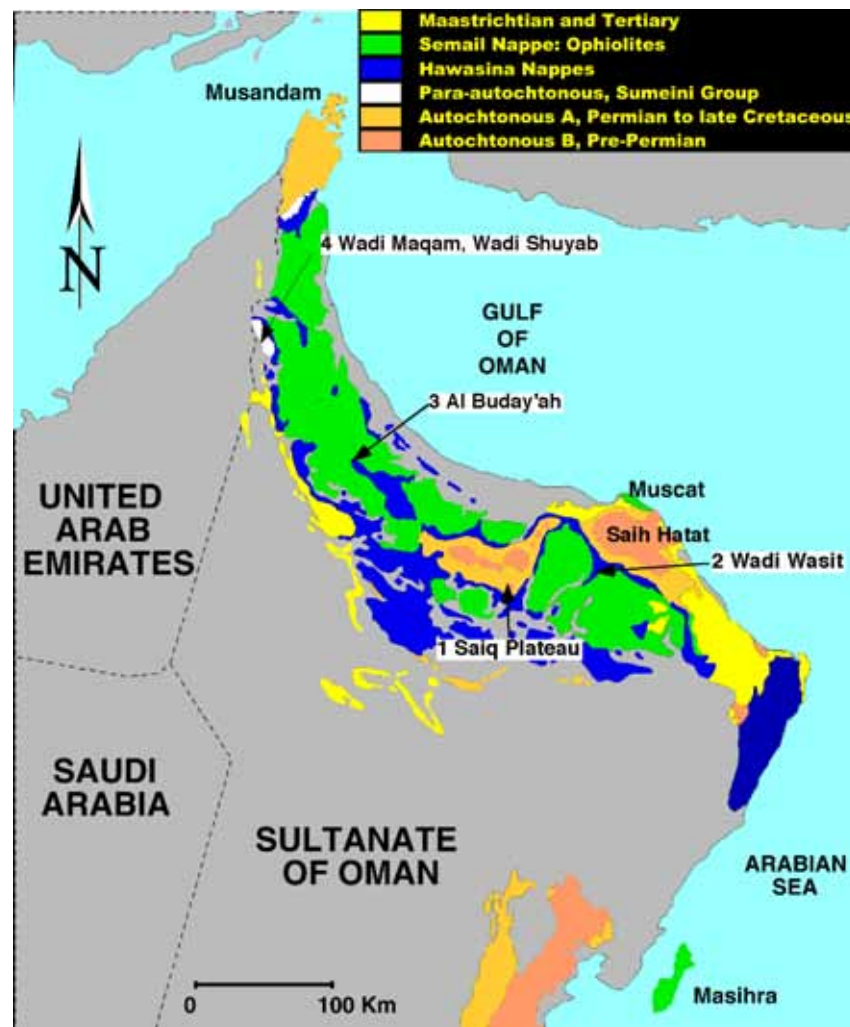 Maastrichtian and Tertiary
Semail Nappe: Ophiolites
Hawasina Nappes
Para-autochtonous, Sumeini Group
Autochtonous A, Permian to late Cretaceous
Autochtonous B, Pre-Permian
Musandam
N
4 Wadi Maqam, Wadi Shuyab
GULF
OF
OMAN
3 Al Buday'ah
UNITED
ARAB
EMIRATES
Muscat
Saih Hatat
2 Wadi Wasit
1 Saiq Plateau
SAUDI
ARABIA
SULTANATE
OF OMAN
ARABIAN
SEA
0 100 Km
Masihra